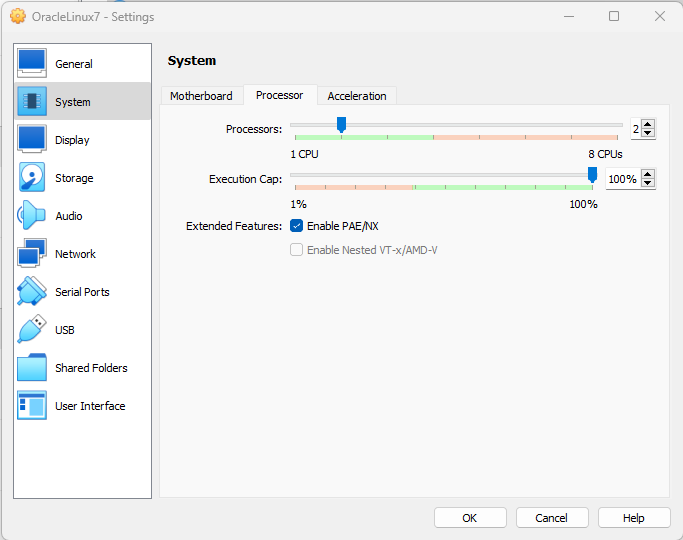 OracleLinux7 - Settings
General
System
Display
Storage
Audio
Network
Serial Ports
USB
Shared Folders
User Interface
System
Motherboard
Processor
Acceleration
Processors:
2
1 CPU
8 CPUs
Execution Cap:
100%
1%
100%
Extended Features:
Enable PAE/NX
Enable Nested VT-x/AMD-V
OK
Cancel
Help